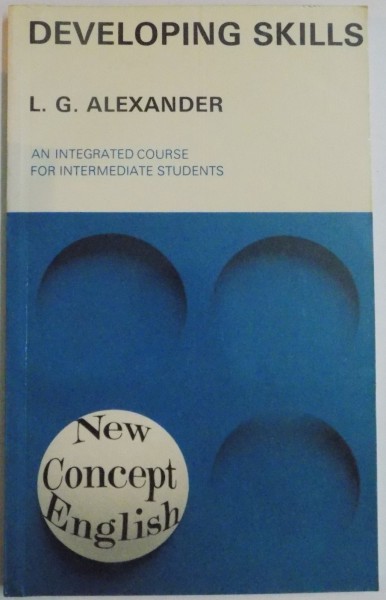 DEVELOPING SKILLS
L. G. ALEXANDER
AN INTEGRATED COURSE
FOR INTERMEDIATE STUDENTS
New
Concept
English